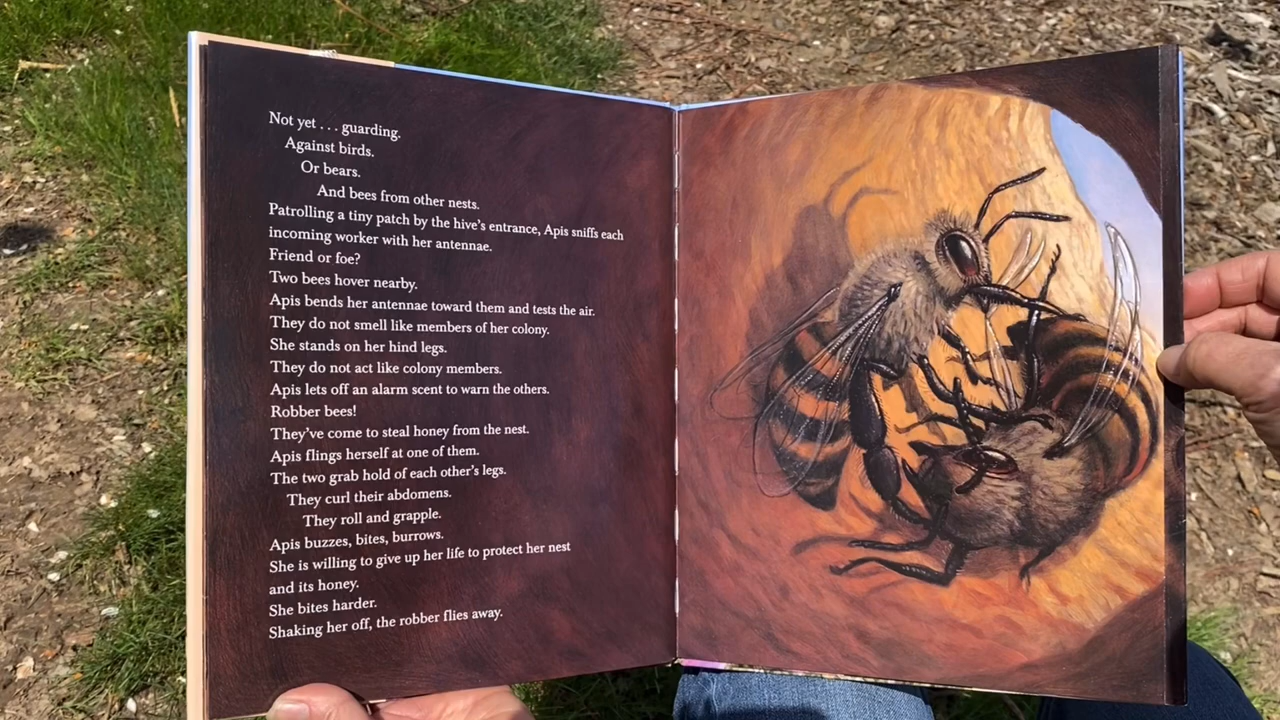 Not yet . . . guarding.
Against birds.
Or bears.
And bees from other nests.
Patrolling a tiny patch by the hive’s entrance, Apis sniffs each
incoming worker with her antennae.
Friend or foe?
Two bees hover nearby.
Apis bends her antennae toward them and tests the air.
They do not smell like members of her colony.
She stands on her hind legs.
They do not act like colony members.
Apis lets off an alarm scent to warn the others.
Robber bees!
They’ve come to steal honey from the nest.
Apis flings herself at one of them.
The two grab hold of each other’s legs.
They curl their abdomens.
They roll and grapple.
Apis buzzes, bites, burrows.
She is willing to give up her life to protect her nest
and its honey.
She bites harder.
Shaking her off, the robber flies away.